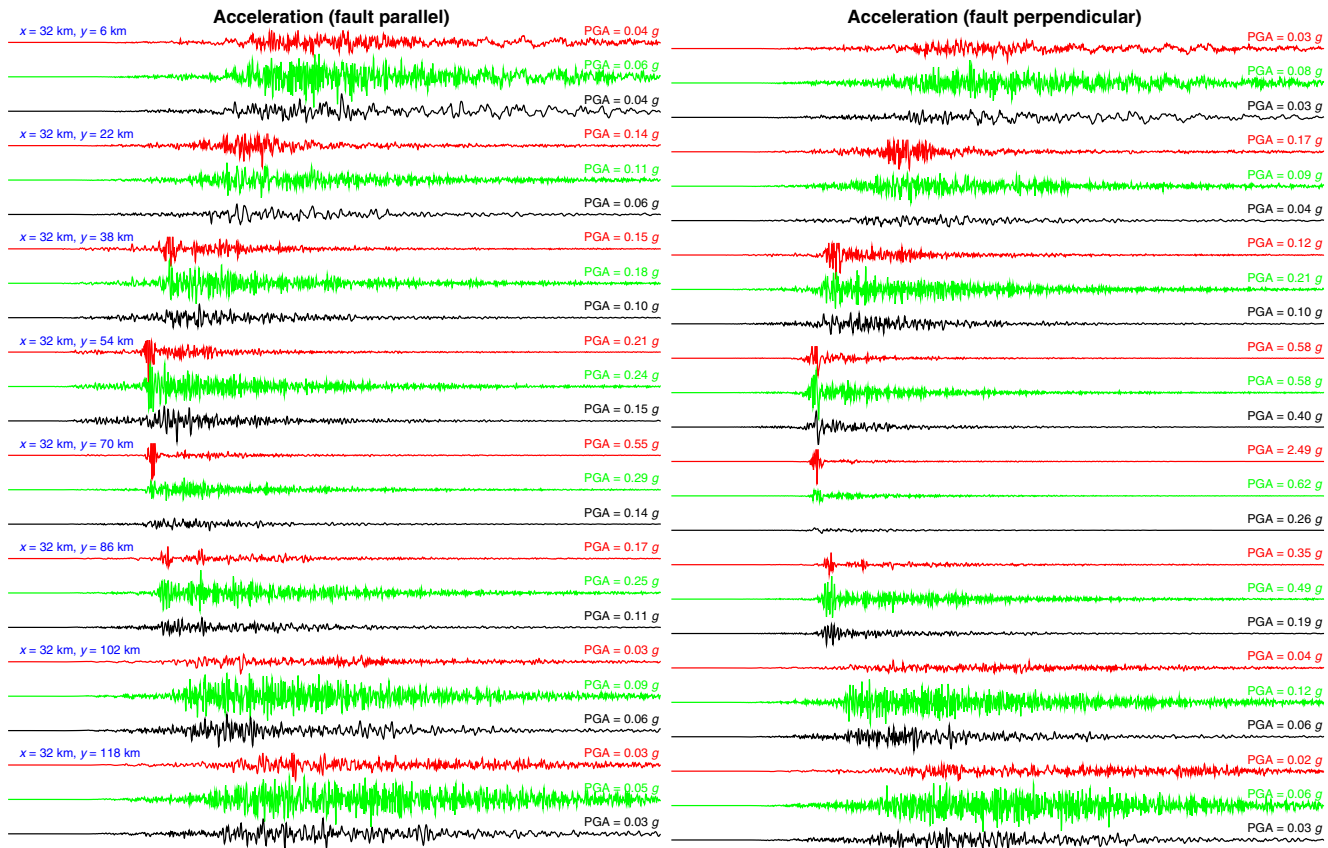 Acceleration (fault parallel)
x = 32 km, y = 6 km
PGA = 0.04 g
PGA = 0.06 g
PGA = 0.04 g
x = 32 km, y = 22 km
PGA = 0.14 g
PGA = 0.11 g
PGA = 0.06 g
x = 32 km, y = 38 km
PGA = 0.15 g
PGA = 0.18 g
PGA = 0.10 g
x = 32 km, y = 54 km
PGA = 0.21 g
PGA = 0.24 g
PGA = 0.15 g
x = 32 km, y = 70 km
PGA = 0.55 g
PGA = 0.29 g
PGA = 0.14 g
x = 32 km, y = 86 km
PGA = 0.17 g
PGA = 0.25 g
PGA = 0.11 g
x = 32 km, y = 102 km
PGA = 0.03 g
PGA = 0.09 g
PGA = 0.06 g
x = 32 km, y = 118 km
PGA = 0.03 g
PGA = 0.05 g
PGA = 0.03 g
Acceleration (fault perpendicular)
PGA = 0.03 g
PGA = 0.08 g
PGA = 0.03 g
PGA = 0.17 g
PGA = 0.09 g
PGA = 0.04 g
PGA = 0.12 g
PGA = 0.21 g
PGA = 0.10 g
PGA = 0.58 g
PGA = 0.58 g
PGA = 0.40 g
PGA = 2.49 g
PGA = 0.62 g
PGA = 0.26 g
PGA = 0.35 g
PGA = 0.49 g
PGA = 0.19 g
PGA = 0.04 g
PGA = 0.12 g
PGA = 0.06 g
PGA = 0.02 g
PGA = 0.06 g
PGA = 0.03 g